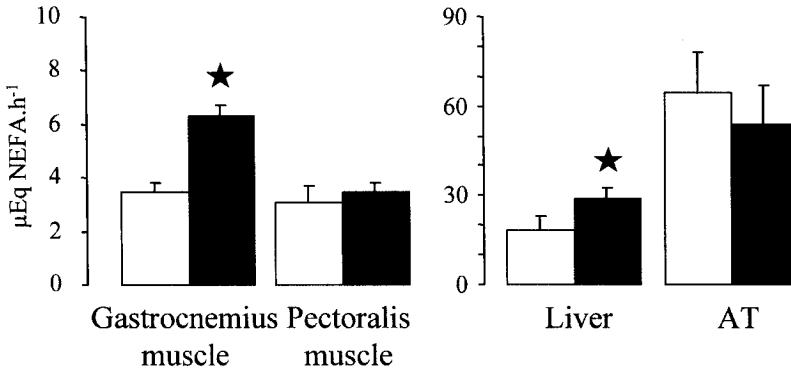 10
8
6
4
2
0
µEq NEFA.h-1
Gastrocnemius
muscle
Pectoralis
muscle
90
60
30
0
Liver
AT